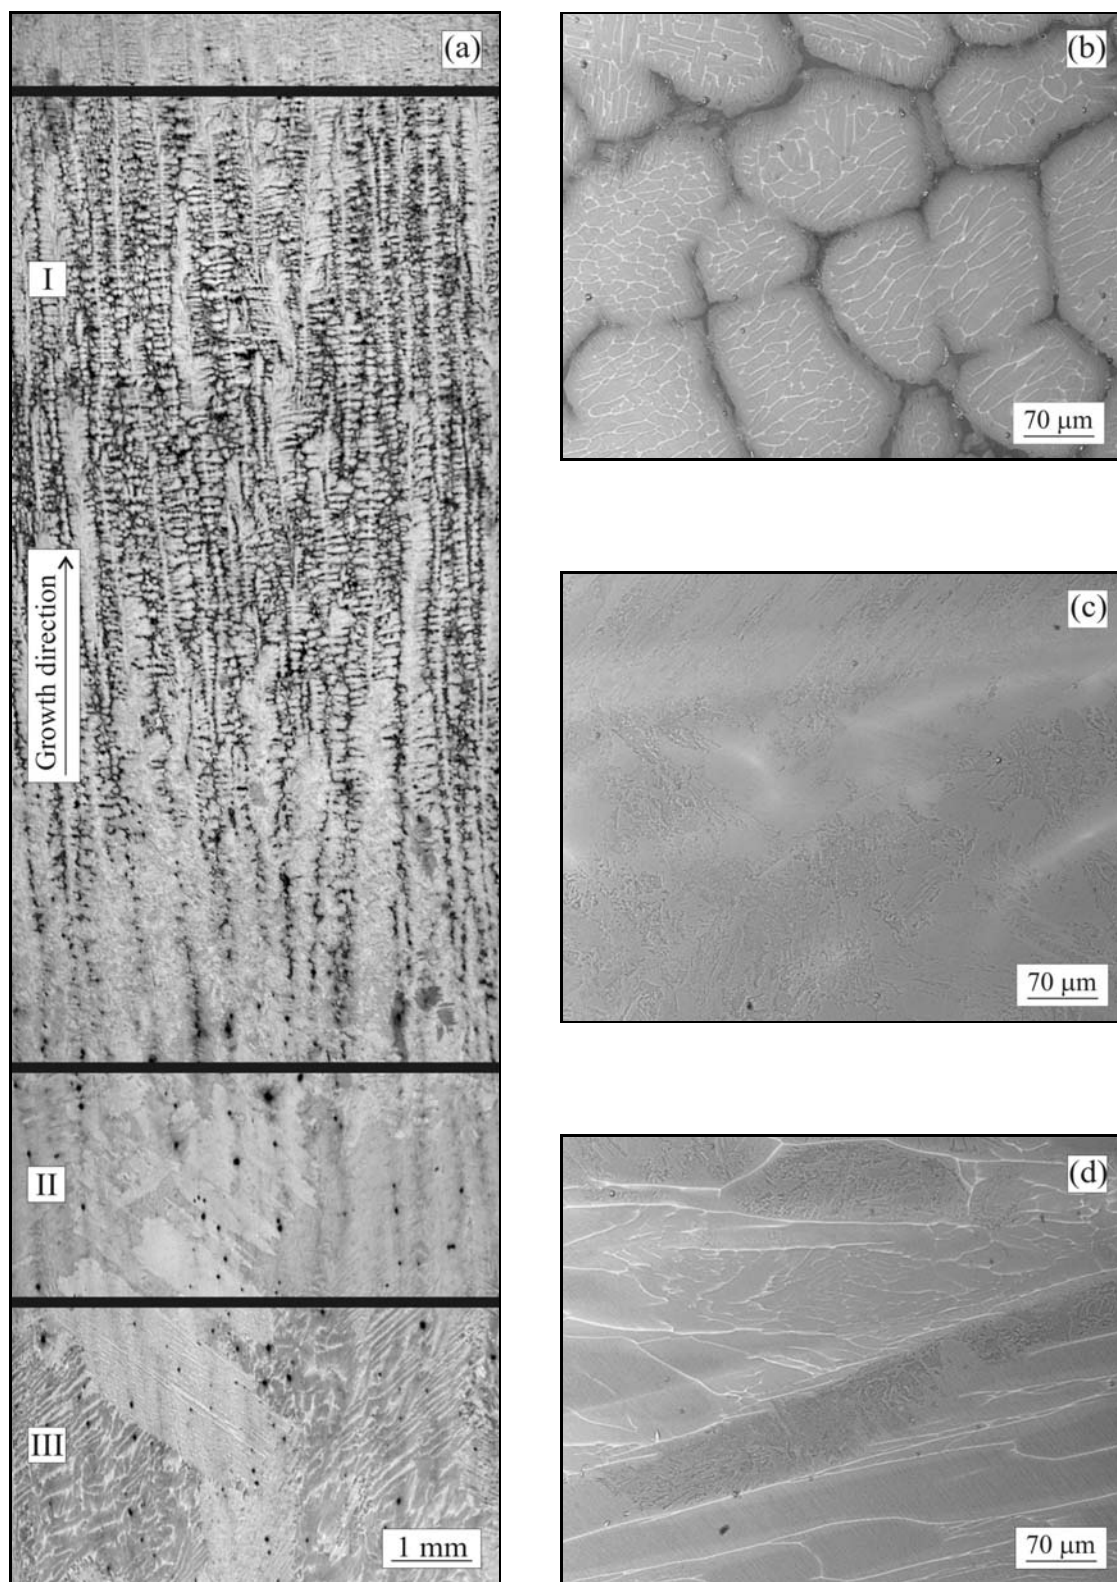 (a)
I
Growth direction
II
III
1 mm
(b)
70 µm
(c)
70 µm
(d)
70 µm